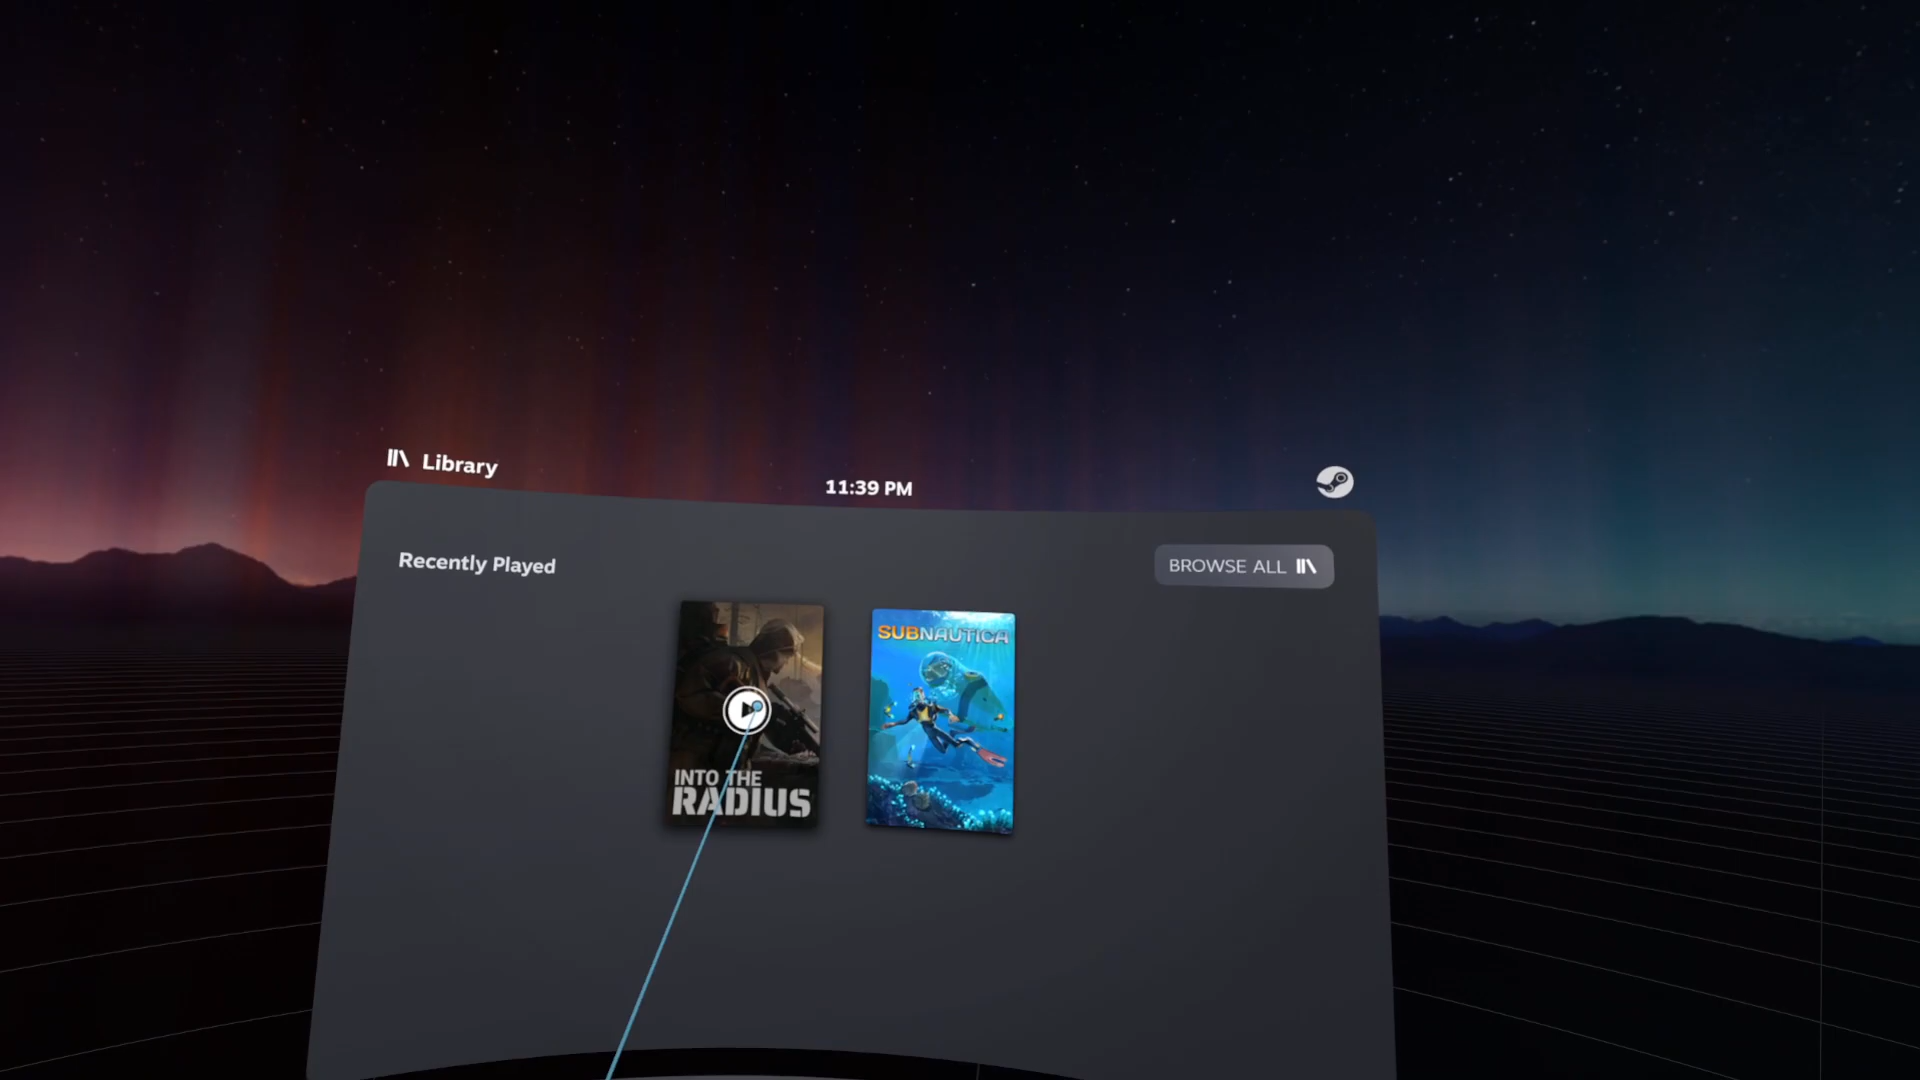 Library
11:39 PM
Recently Played
BROWSE ALL
INTO THE
RADIUS
SUBNAUTICA